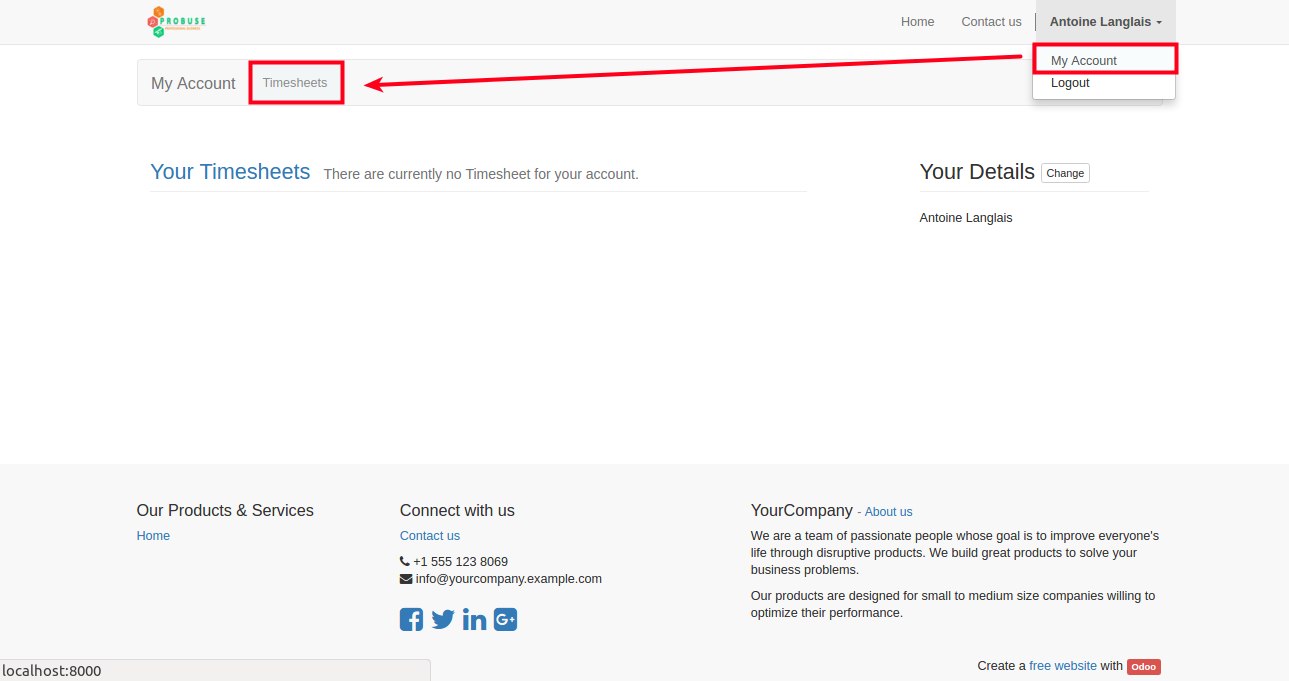 PROBUSE
Home Contact us Antoine Langlais
My Account Timesheets
My Account
Logout
Your Timesheets There are currently no Timesheet for your account.
Your Details Change
Antoine Langlais
Our Products & Services
Home
Connect with us
Contact us
+1 555 123 8069
info@yourcompany.example.com
YourCompany - About us
We are a team of passionate people whose goal is to improve everyone's
life through disruptive products. We build great products to solve your
business problems.
Our products are designed for small to medium size companies willing to
optimize their performance.
Create a free website with Odoo
localhost:8000